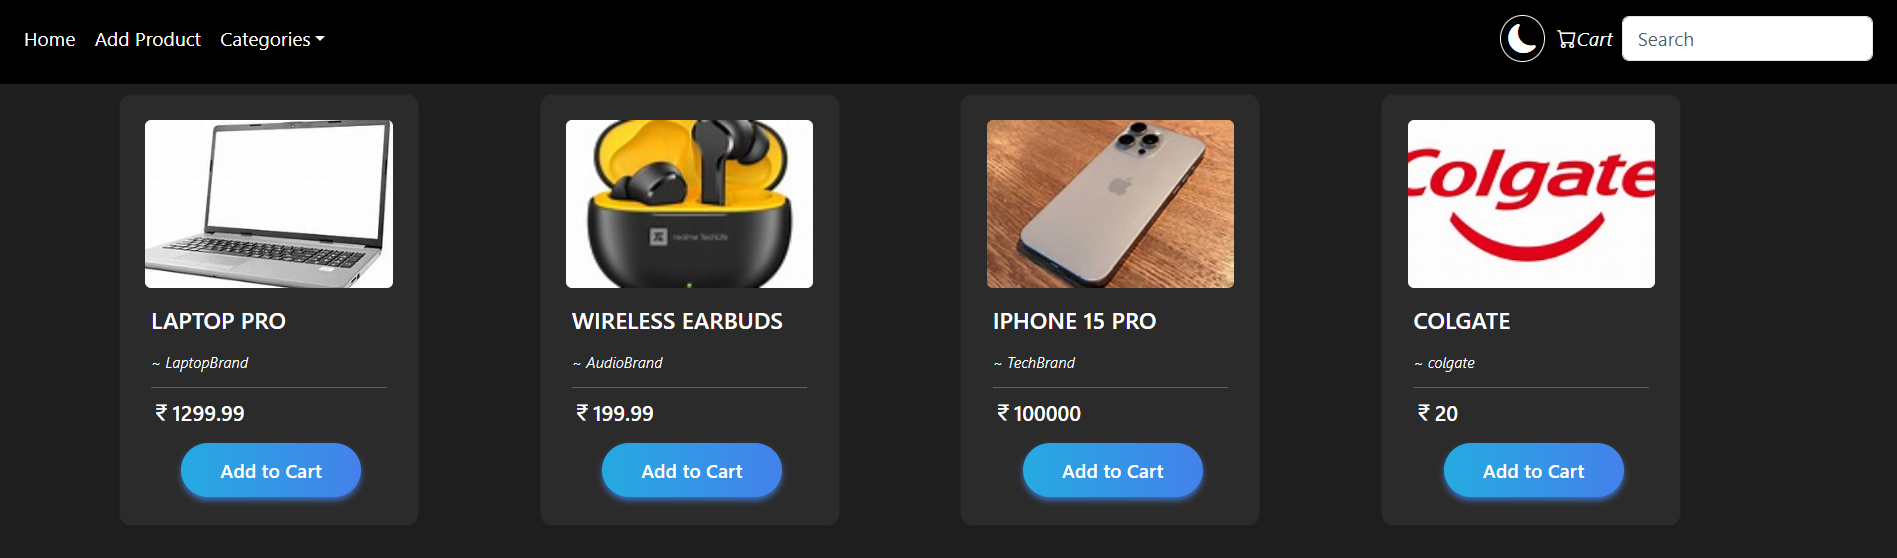 Home Add Product Categories Cart Search
realme TechLife
Colgate
LAPTOP PRO
WIRELESS EARBUDS
IPHONE 15 PRO
COLGATE
~ LaptopBrand
~ AudioBrand
~ TechBrand
~ colgate
₹ 1299.99
₹ 199.99
₹ 100000
₹ 20
Add to Cart
Add to Cart
Add to Cart
Add to Cart